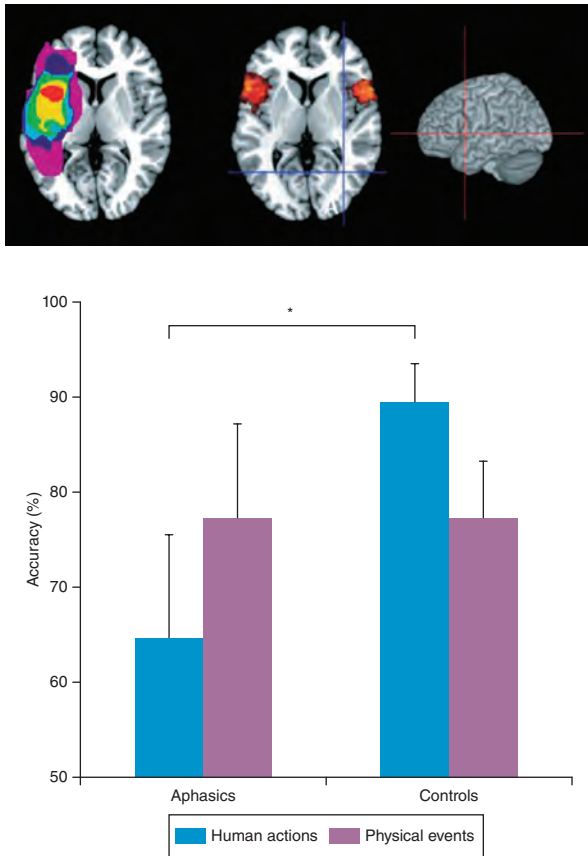 100
*
90
80
Accuracy (%)
70
60
50
Aphasics Controls
Human actions Physical events